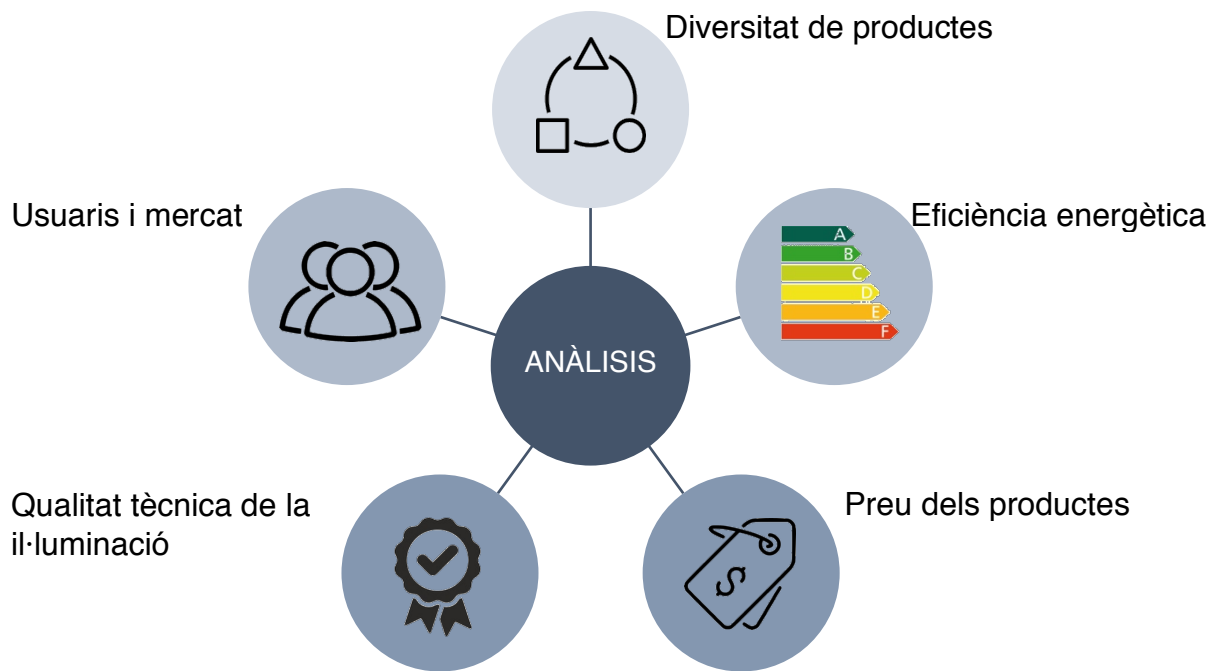 Diversitat de productes
Usuaris i mercat
Eficiència energètica
A
B
C
D
E
F
ANÀLISIS
Qualitat tècnica de la
il·luminació
Preu dels productes
$